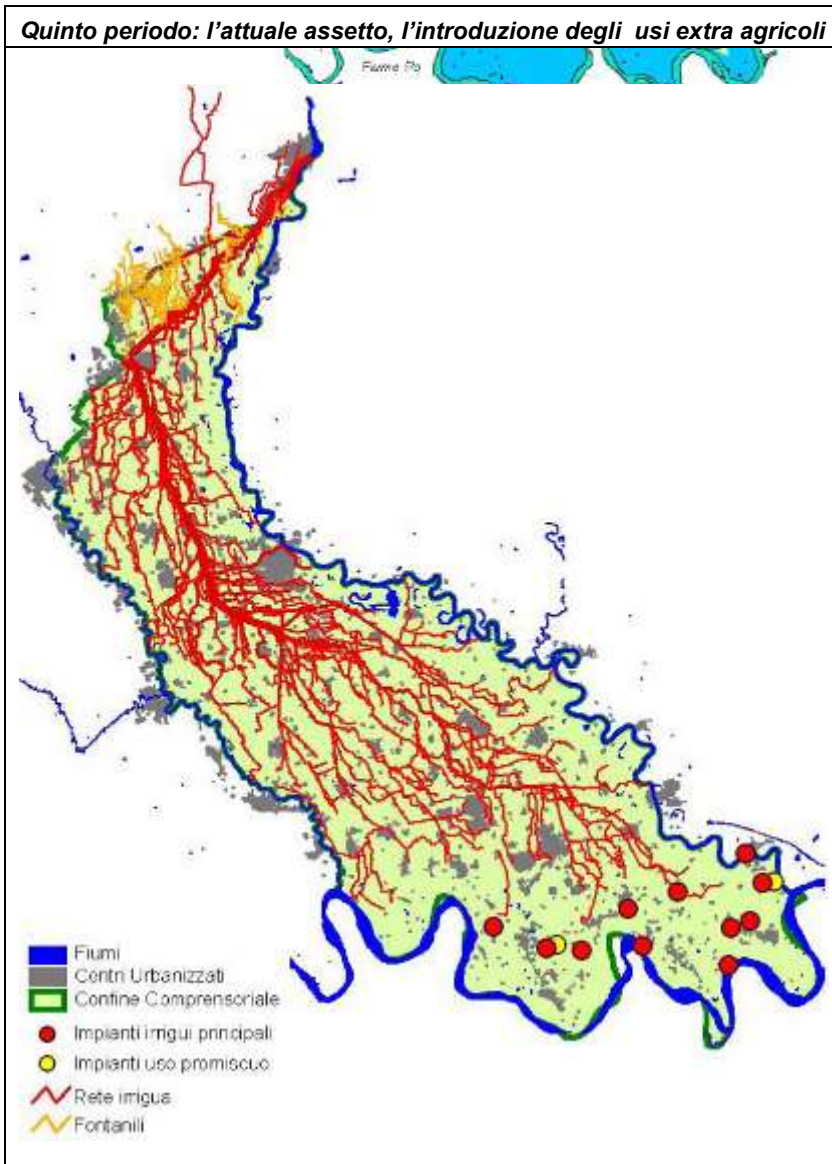 Quinto periodo: l'attuale assetto, l'introduzione degli usi extra agricoli
Fiume Po
Fiumi
Centri Urbanizzati
Confine Comprensoriale
Impianti irrigui principali
Impianti uso promiscuo
Rete irrigua
Fontanili